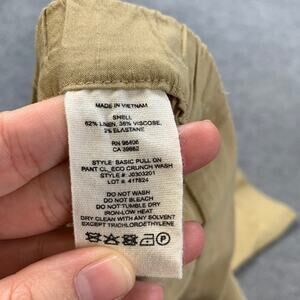 MADE IN VIETNAM
SHELL
62% LINEN, 36% VISCOSE,
2% ELASTANE
RN 98406
CA 39882
STYLE: BASIC PULL ON
PANT CL_ECO CRUNCH WASH
STYLE # J0303201
LOT #: 417824
DO NOT WASH
DO NOT BLEACH
DO NOT TUMBLE DRY
IRON-LOW HEAT
DRY CLEAN WITH ANY SOLVENT
EXCEPT TRICHLOROETHYLENE